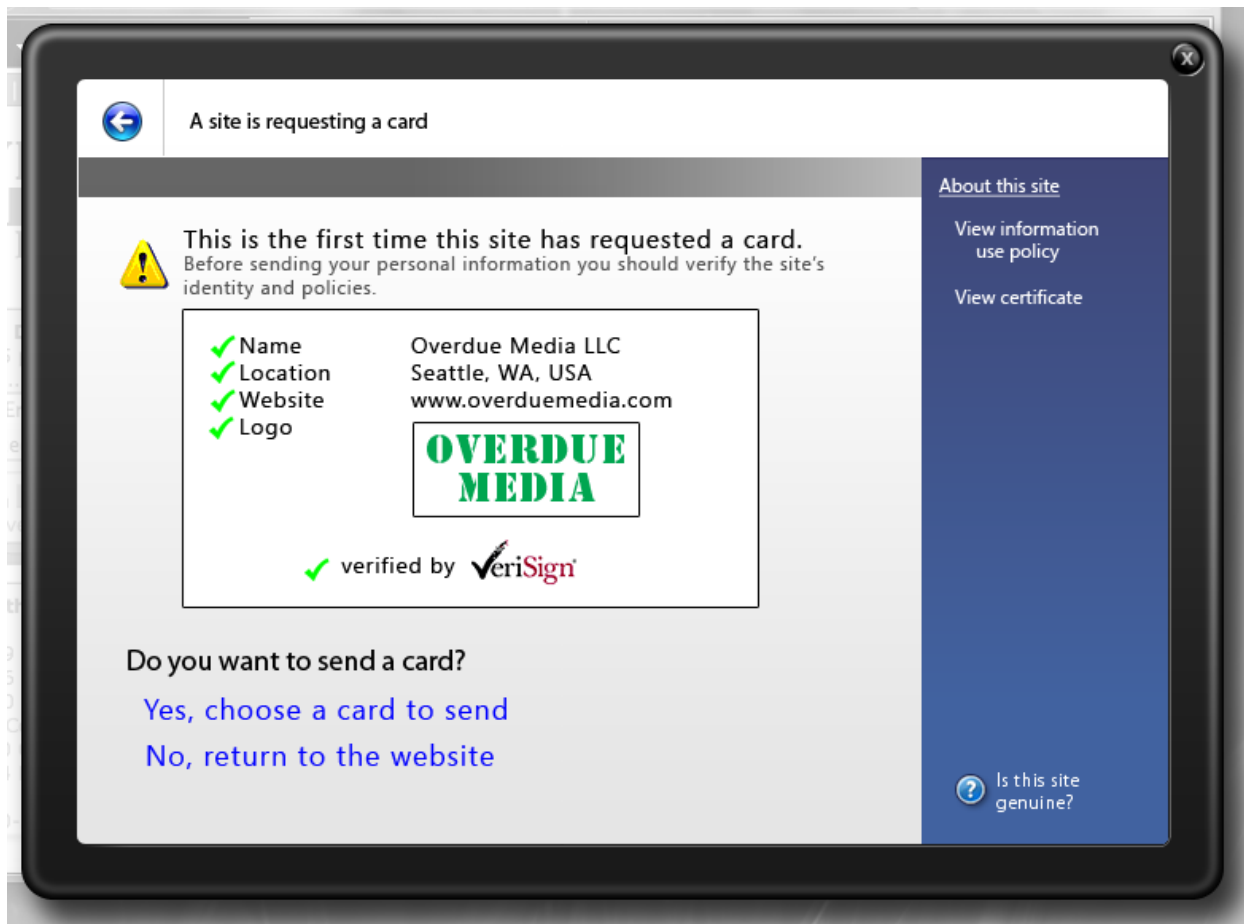 X
A site is requesting a card
About this site
View information
use policy
View certificate
This is the first time this site has requested a card.
Before sending your personal information you should verify the site's
identity and policies.
Name Overdue Media LLC
Location Seattle, WA, USA
Website www.overduemedia.com
Logo
OVERDUE
MEDIA
verified by VeriSign
Do you want to send a card?
Yes, choose a card to send
No, return to the website
? Is this site
genuine?